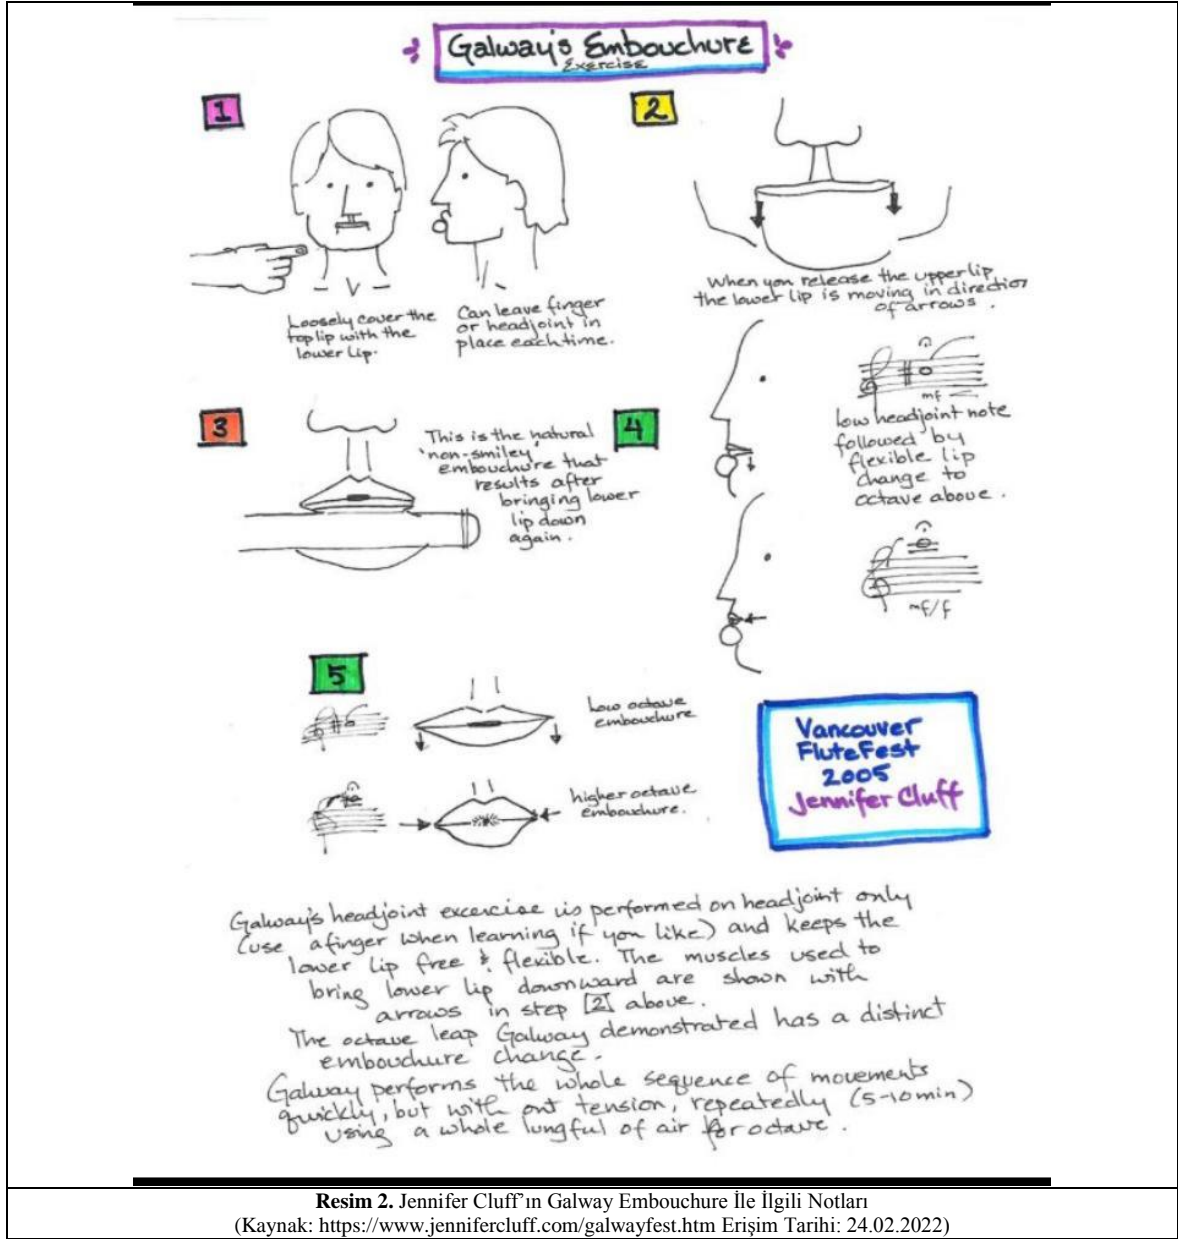 Galway's Embouchure
Exercise
1
Loosely cover the
top lip with the
lower lip.
Can leave finger
or headjoint in
place each time.
2
When you release the upper lip
the lower lip is moving in direction
of arrows.
3
This is the natural
'non-smiley'
embouchure that
results after
bringing lower
lip down
again.
4
mf
low headjoint note
followed by
flexible lip
change to
octave above.
mf/f
5
Low octave
embouchure
higher octave
embouchure.
Vancouver
FluteFest
2005
Jennifer Cluff
Galway's headjoint excercise is performed on headjoint only
(use a finger when learning if you like) and keeps the
lower lip free & flexible. The muscles used to
bring lower lip downward are shown with
arrows in step 2 above.
The octave leap Galway demonstrated has a distinct
embouchure change.
Galway performs the whole sequence of movements
quickly, but with out tension, repeatedly (5-10 min)
using a whole lungful of air for octave.
Resim 2. Jennifer Cluff'ın Galway Embouchure İle İlgili Notları
(Kaynak: https://www.jennifercluff.com/galwayfest.htm Erişim Tarihi: 24.02.2022)